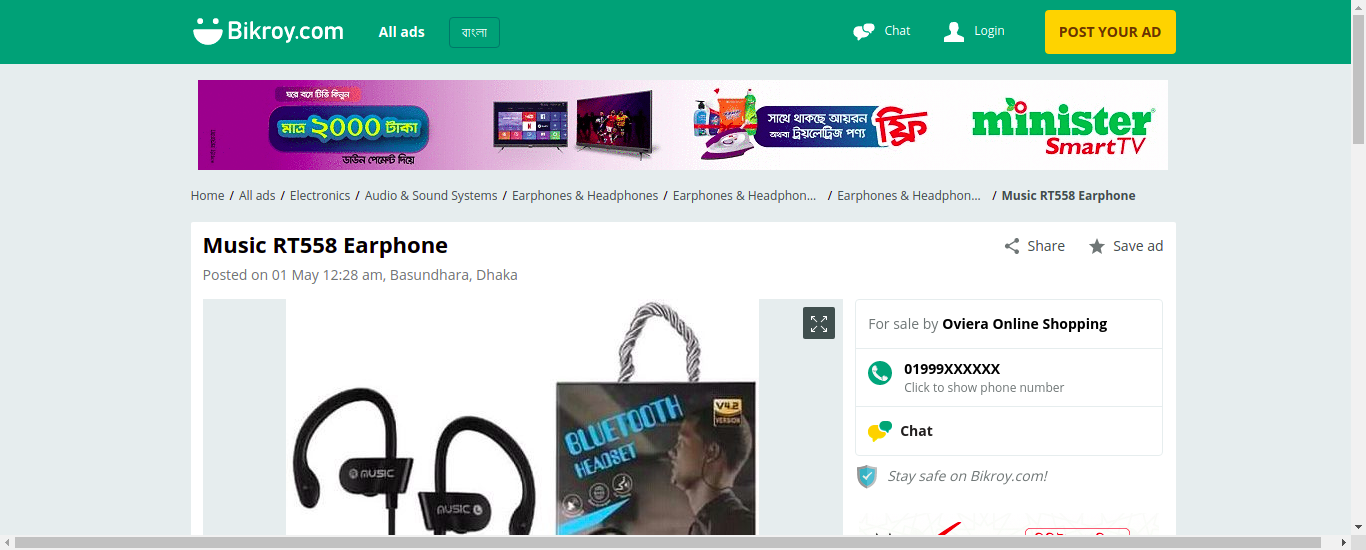 Bikroy.com All ads বাংলা Chat Login POST YOUR AD
ঘরে বসে টিভি কিনুন
মাত্র ২০০০ টাকা
ডাউন পেমেন্ট দিয়ে
সাথে থাকছে আয়রন
অথবা ট্রয়লেট্রিজ পণ্য
ফ্রি
minister
Smart TV
Home / All ads / Electronics / Audio & Sound Systems / Earphones & Headphones / Earphones & Headphon... / Earphones & Headphon... / Music RT558 Earphone
Music RT558 Earphone
Share Save ad
Posted on 01 May 12:28 am, Basundhara, Dhaka
For sale by Oviera Online Shopping
01999XXXXXX
Click to show phone number
Chat
Stay safe on Bikroy.com!
V4.2
VERSION
BLUETOOTH
HEADSET
MUSIC
MUSIC